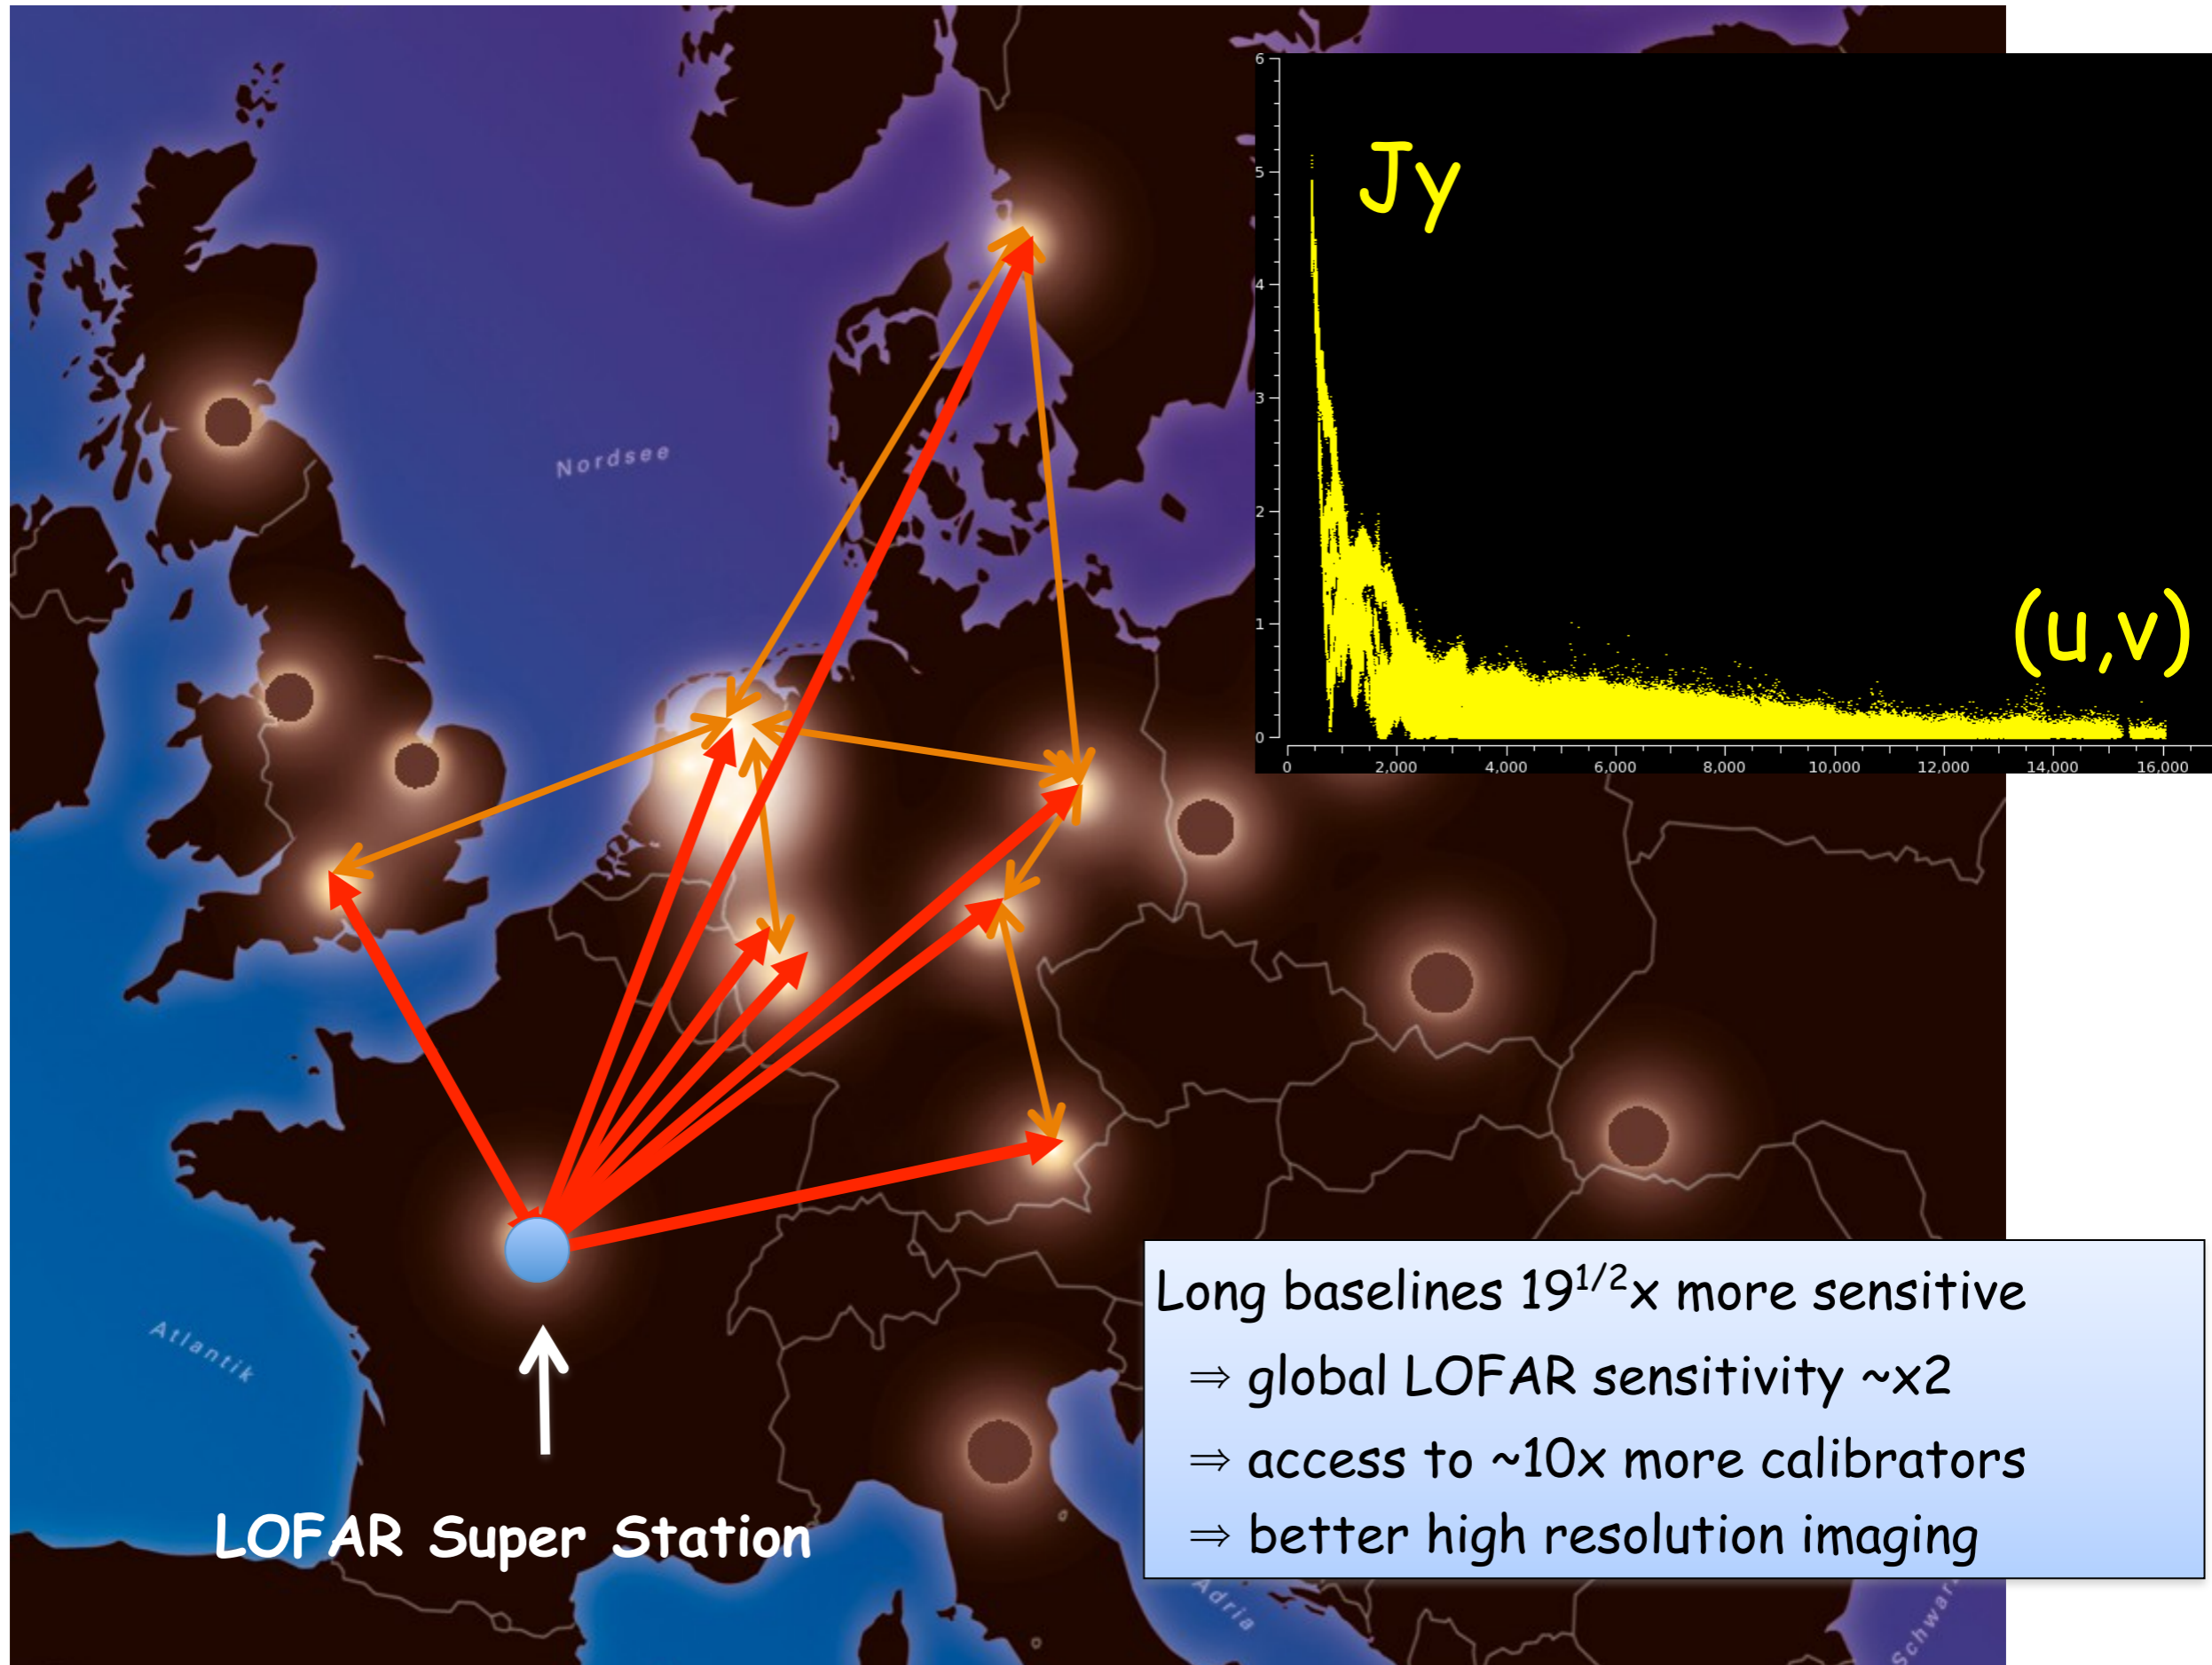 6
5
4
3
2
1
0
Jy
(u,v)
0 2,000 4,000 6,000 8,000 10,000 12,000 14,000 16,000
Nordsee
Atlantik
LOFAR Super Station
Long baselines 19^1/2x more sensitive
⇒ global LOFAR sensitivity ~x2
⇒ access to ~10x more calibrators
⇒ better high resolution imaging
Adria
Schwar